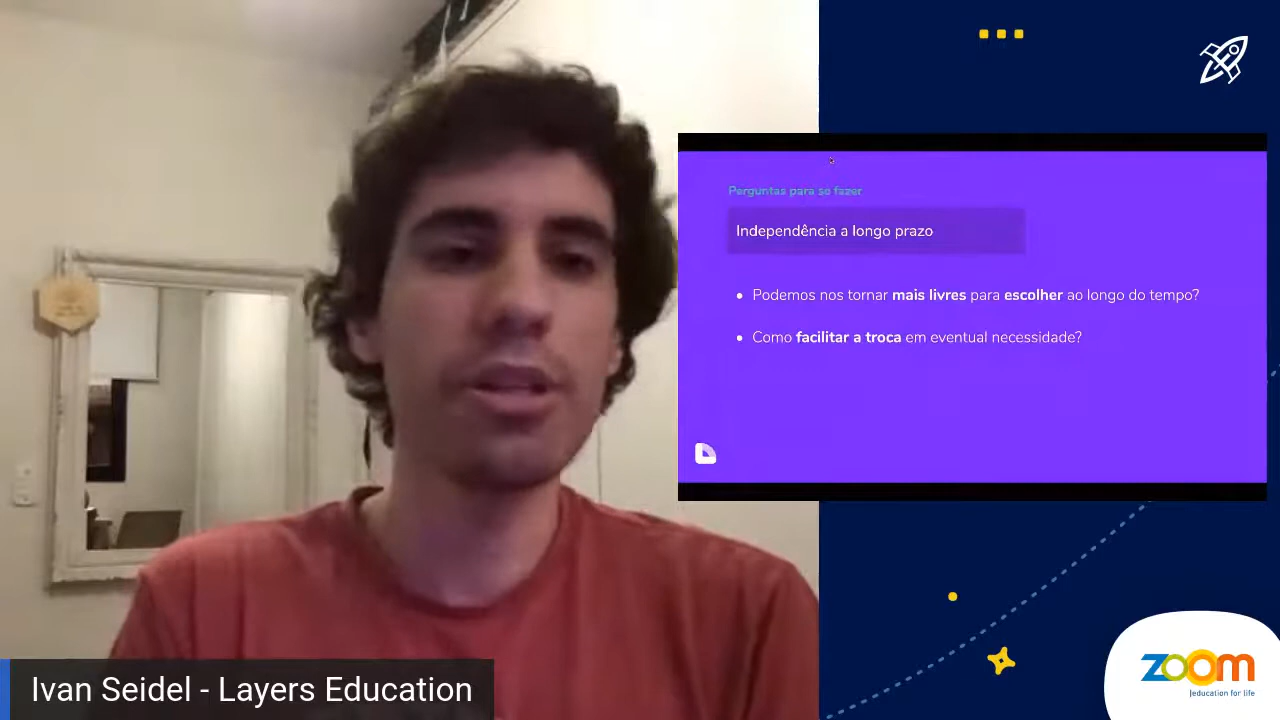 Perguntas para se fazer
Independência a longo prazo
• Podemos nos tornar mais livres para escolher ao longo do tempo?
• Como facilitar a troca em eventual necessidade?
Ivan Seidel - Layers Education
zoom
education for life